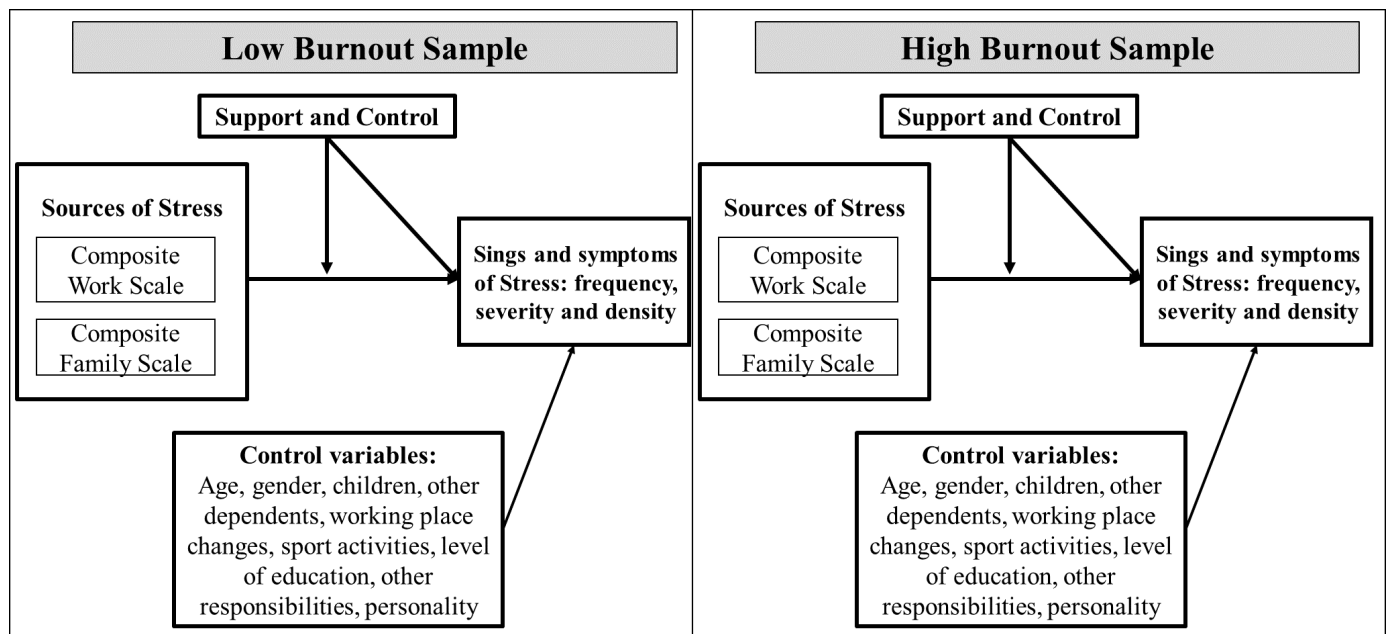 Low Burnout Sample
Support and Control
Sources of Stress
Composite
Work Scale
Composite
Family Scale
Sings and symptoms
of Stress: frequency,
severity and density
Control variables:
Age, gender, children, other
dependents, working place
changes, sport activities, level
of education, other
responsibilities, personality
High Burnout Sample
Support and Control
Sources of Stress
Composite
Work Scale
Composite
Family Scale
Sings and symptoms
of Stress: frequency,
severity and density
Control variables:
Age, gender, children, other
dependents, working place
changes, sport activities, level
of education, other
responsibilities, personality